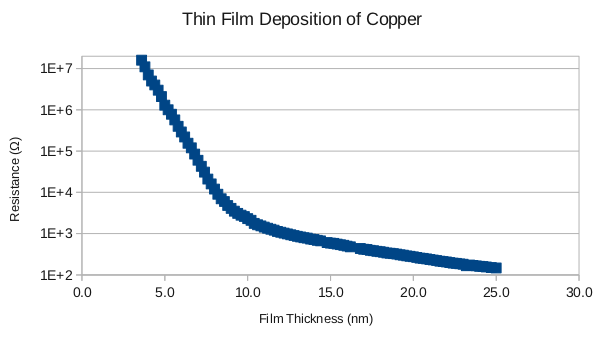 Thin Film Deposition of Copper
1E+7
1E+6
1E+5
1E+4
1E+3
1E+2
Resistance (Ω)
0.0 5.0 10.0 15.0 20.0 25.0 30.0
Film Thickness (nm)